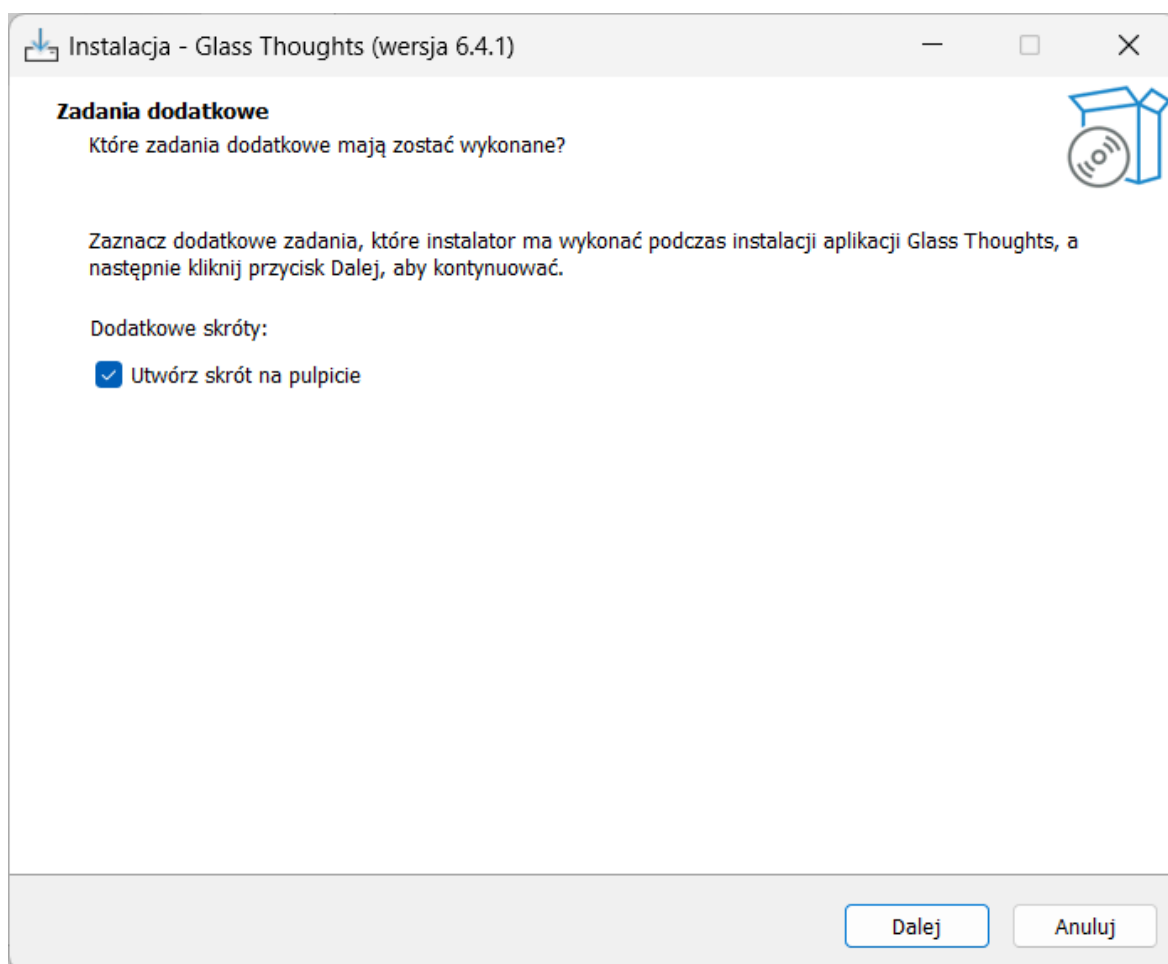 Instalacja - Glass Thoughts (wersja 6.4.1)
Zadania dodatkowe
Które zadania dodatkowe mają zostać wykonane?
Zaznacz dodatkowe zadania, które instalator ma wykonać podczas instalacji aplikacji Glass Thoughts, a
następnie kliknij przycisk Dalej, aby kontynuować.
Dodatkowe skróty:
Utwórz skrót na pulpicie
Dalej
Anuluj